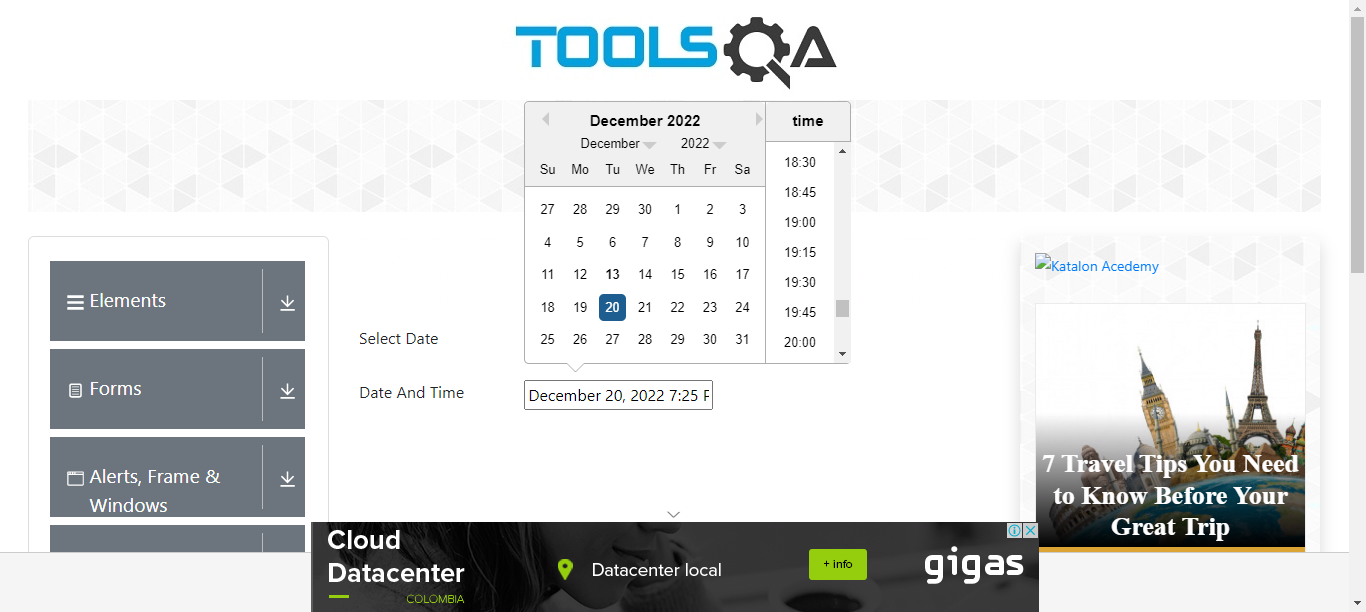 TOOLSQA
December 2022
December
2022
Su Mo Tu We Th Fr Sa
27 28 29 30 1 2 3
4 5 6 7 8 9 10
11 12 13 14 15 16 17
18 19 20 21 22 23 24
25 26 27 28 29 30 31
time
18:30
18:45
19:00
19:15
19:30
19:45
20:00
Elements
Forms
Alerts, Frame &
Windows
Select Date
Date And Time
December 20, 2022 7:25 P
Katalon Acedemy
7 Travel Tips You Need
to Know Before Your
Great Trip
Cloud
Datacenter
COLOMBIA
Datacenter local
+ info
gigas